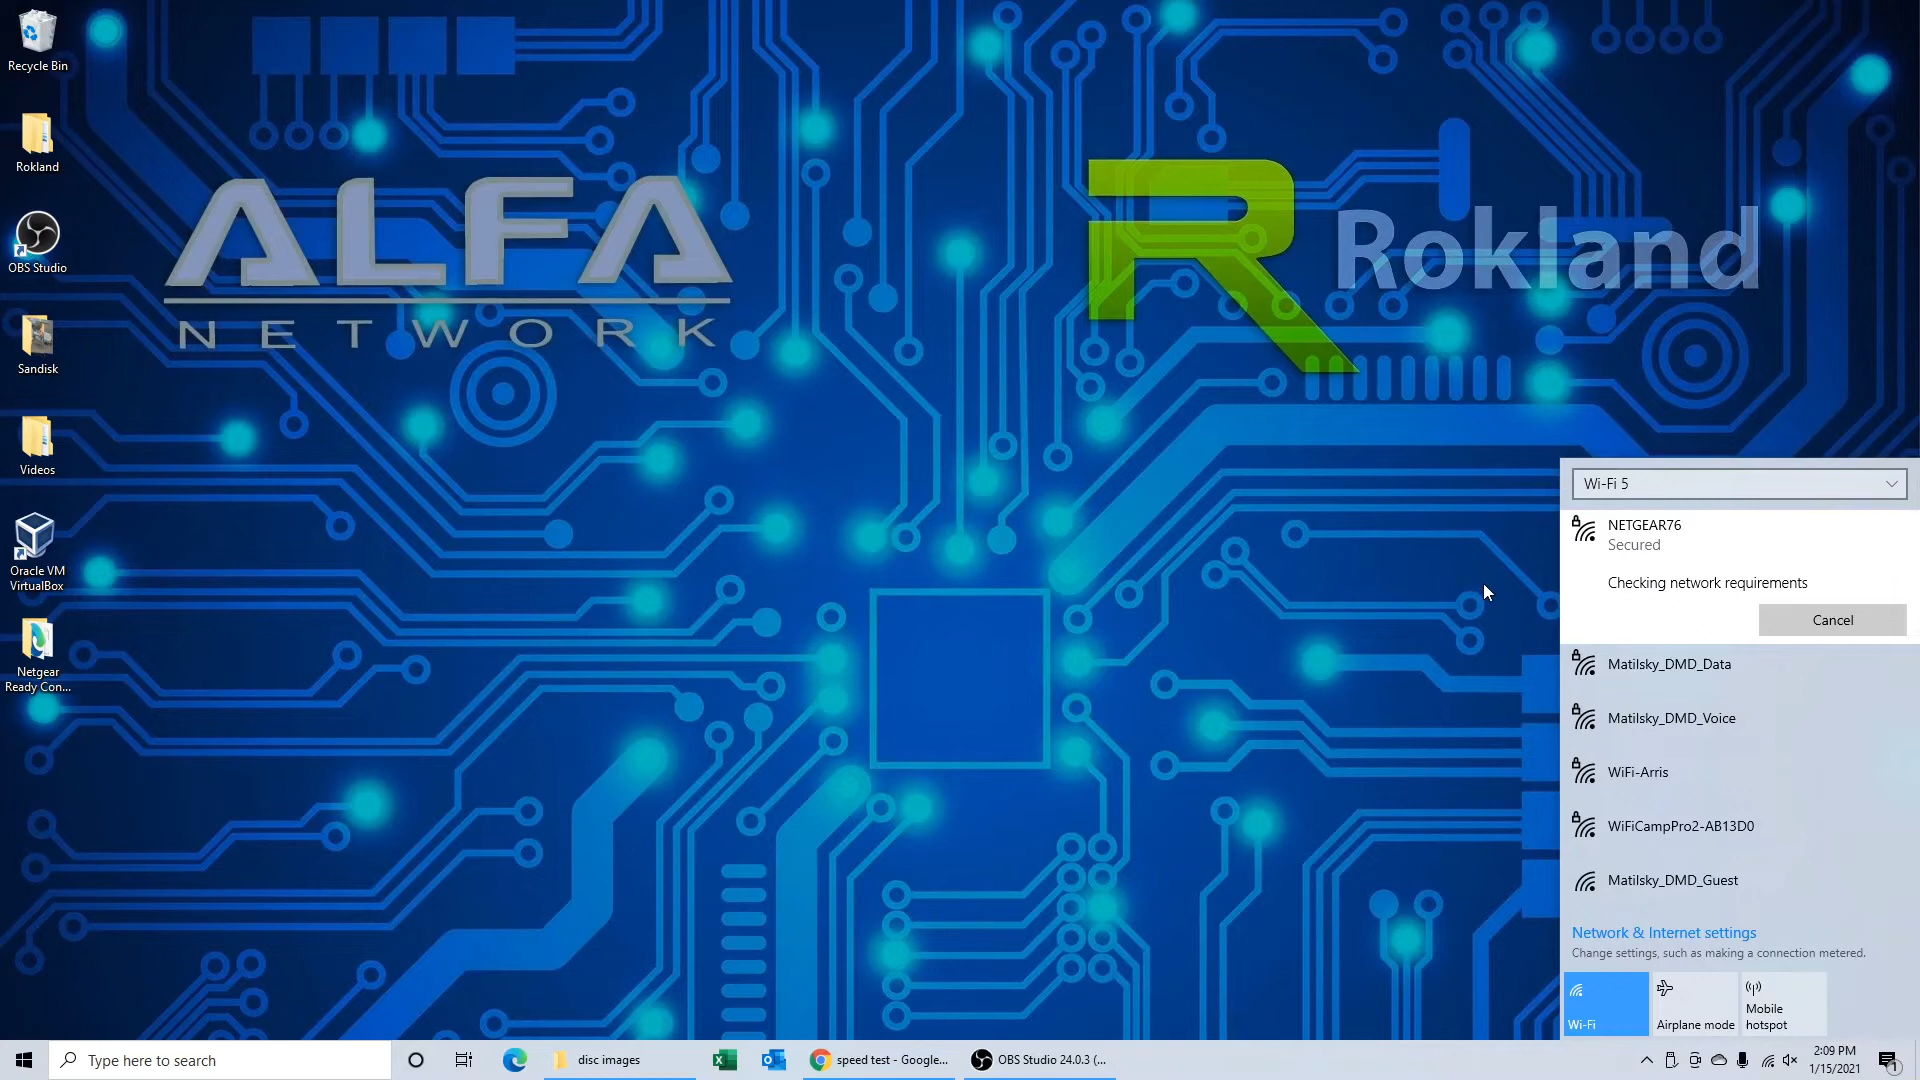 Recycle Bin
Rokland
OBS Studio
Sandisk
Videos
Oracle VM
VirtualBox
Netgear
Ready Con...
ALFA
NETWORK
R
Rokland
Wi-Fi 5
NETGEAR76
Secured
Checking network requirements
Cancel
Matilsky_DMD_Data
Matilsky_DMD_Voice
WiFi-Arris
WiFiCampPro2-AB13D0
Matilsky_DMD_Guest
Network & Internet settings
Change settings, such as making a connection metered.
Wi-Fi
Airplane mode
Mobile
hotspot
Type here to search
disc images
speed test - Google...
OBS Studio 24.0.3 (...
2:09 PM
1/15/2021
1